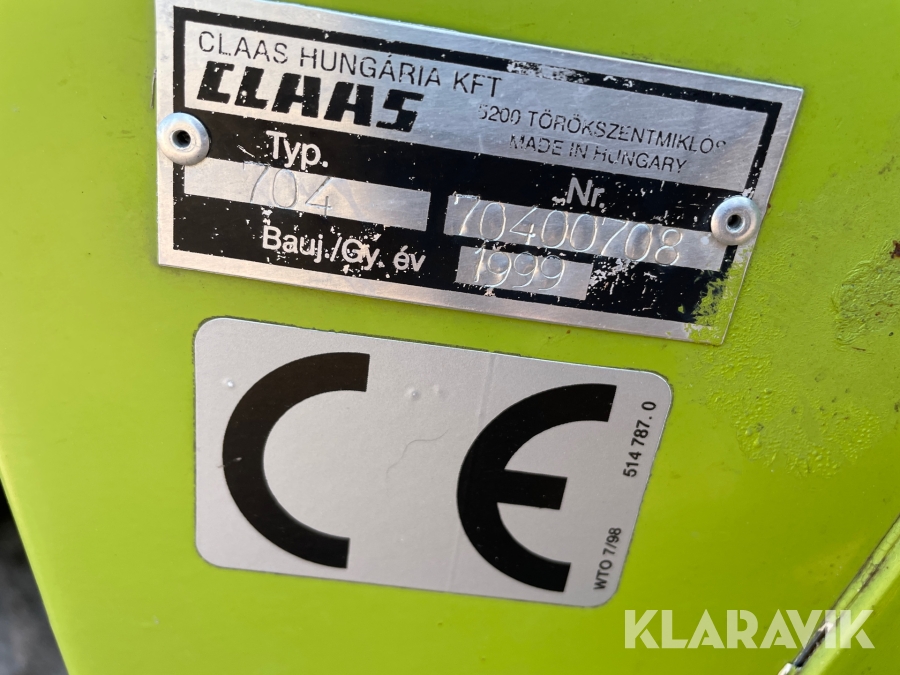 CLAAS HUNGÁRIA KFT
CLAAS
5200 TÖRÖKSZENTMIKLÓS
MADE IN HUNGARY
Typ.
704
Nr.
70400708
Bauj./Gy. év
1999
CE
514 787.0
WTO 7/98
KLARAVIK